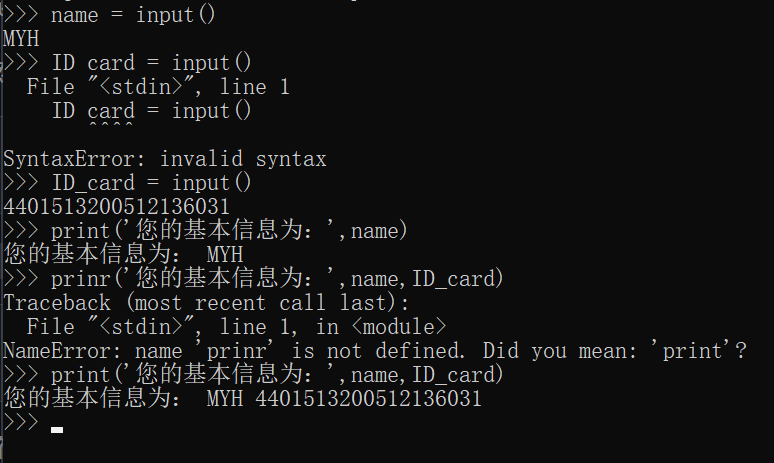 >>> name = input()
MYH
>>> ID card = input()
  File "<stdin>", line 1
    ID card = input()
       ^^^^
SyntaxError: invalid syntax
>>> ID_card = input()
4401513200512136031
>>> print('您的基本信息为：',name)
您的基本信息为： MYH
>>> prinr('您的基本信息为：',name,ID_card)
Traceback (most recent call last):
  File "<stdin>", line 1, in <module>
NameError: name 'prinr' is not defined. Did you mean: 'print'?
>>> print('您的基本信息为：',name,ID_card)
您的基本信息为： MYH 4401513200512136031
>>>